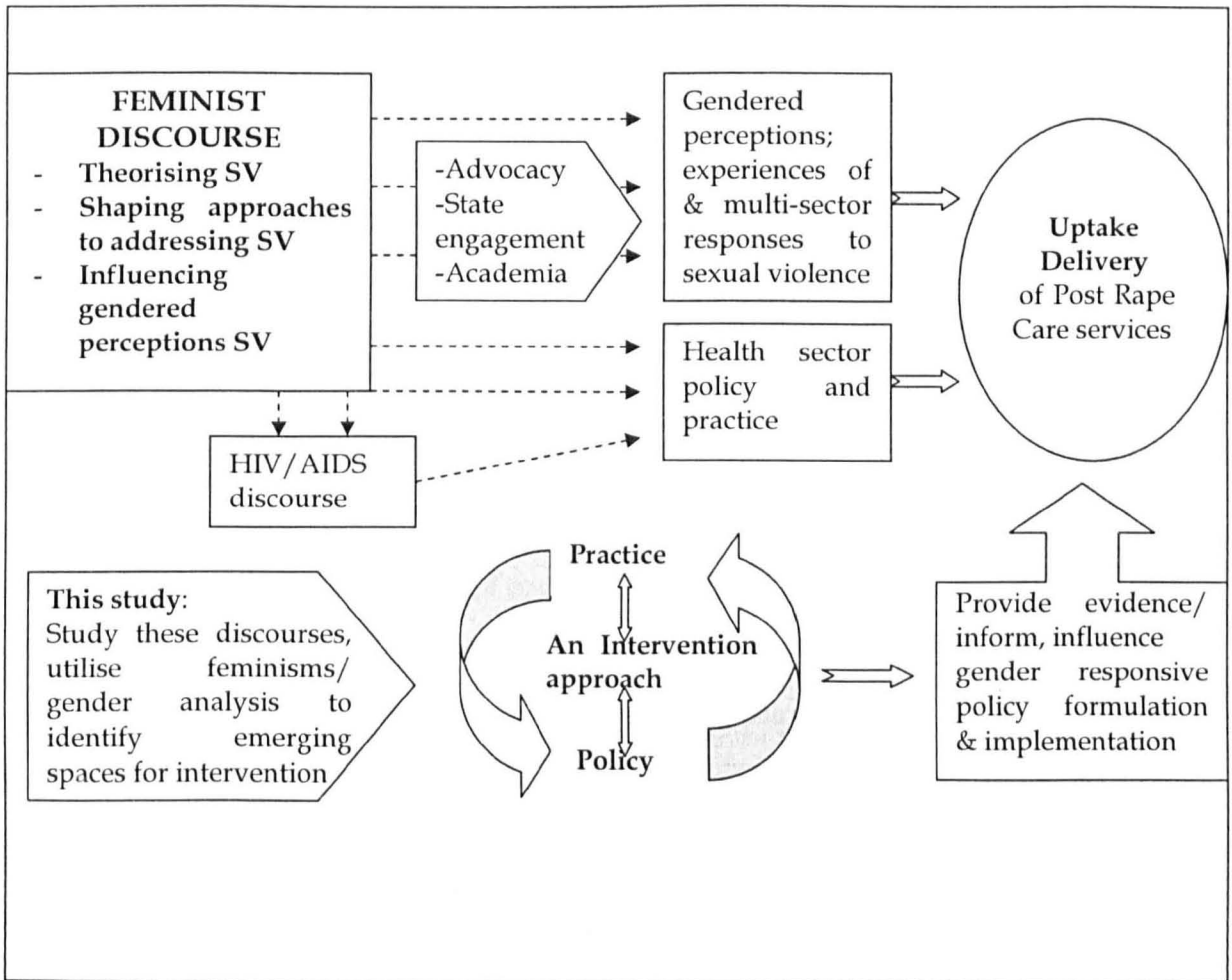 FEMINIST
DISCOURSE
- Theorising SV
- Shaping approaches
to addressing SV
- Influencing
gendered
perceptions SV
-Advocacy
-State
engagement
-Academia
Gendered
perceptions;
experiences of
& multi-sector
responses to
sexual violence
Uptake
Delivery
of Post Rape
Care services
Health sector
policy and
practice
HIV/AIDS
discourse
This study:
Study these discourses,
utilise feminisms/
gender analysis to
identify emerging
spaces for intervention
Practice
An Intervention
approach
Policy
Provide evidence/
inform, influence
gender responsive
policy formulation
& implementation